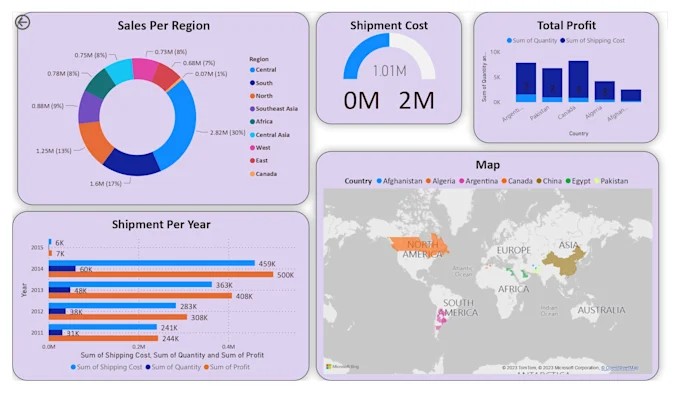 Sales Per Region
0.75M (8%)
0.73M (8%)
0.68M (7%)
0.07M (1%)
0.78M (8%)
0.88M (9%)
1.25M (13%)
1.6M (17%)
2.82M (30%)
Region
Central
South
North
Southeast Asia
Africa
Central Asia
West
East
Canada
Shipment Cost
1.01M
0M 2M
Total Profit
Sum of Quantity Sum of Shipping Cost
Sum of Quantity an...
10K
5K
0K
Argenti...
Pakistan
Canada
Algeria
Afghan...
Country
Shipment Per Year
Year
2015
6K
7K
2014
459K
60K
500K
2013
363K
48K
408K
2012
283K
38K
308K
2011
241K
31K
244K
0.0M 0.2M 0.4M
Sum of Shipping Cost, Sum of Quantity and Sum of Profit
Sum of Shipping Cost Sum of Quantity Sum of Profit
Map
Country Afghanistan Algeria Argentina Canada China Egypt Pakistan
NORTH
AMERICA
EUROPE
ASIA
Atlantic
Ocean
AFRICA
SOUTH
AMERICA
Indian
Ocean
AUSTRALIA
Microsoft Bing
© 2023 TomTom, © 2023 Microsoft Corporation, © OpenStreetMap
ANTARCTICA